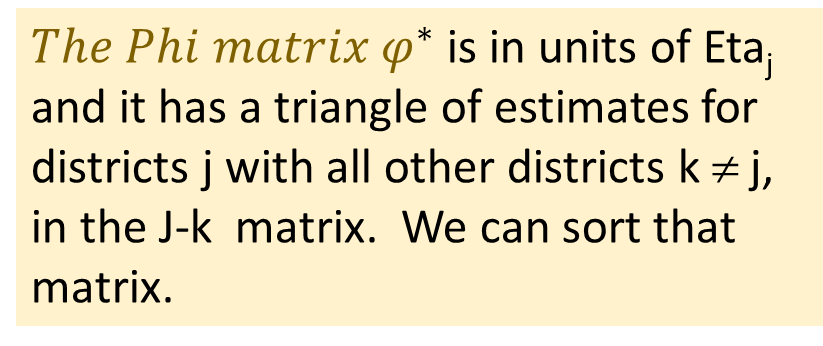 The Phi matrix φ* is in units of Etaⱼ
and it has a triangle of estimates for
districts j with all other districts k ≠ j,
in the J-k  matrix.  We can sort that
matrix.